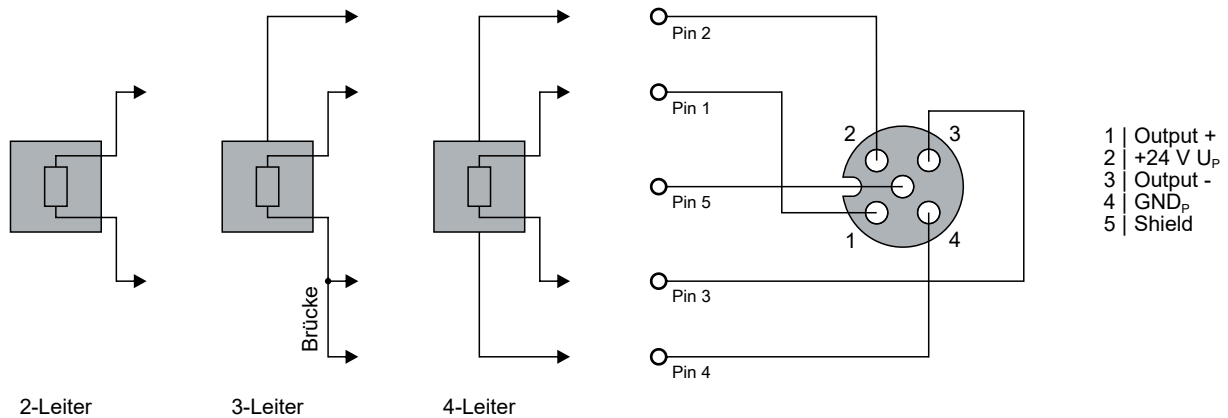 Pin 2
Pin 1
Pin 5
Pin 3
Pin 4
2
3
1
4
1 | Output +
2 | +24 V UP
3 | Output -
4 | GNDP
5 | Shield
Brücke
2-Leiter
3-Leiter
4-Leiter